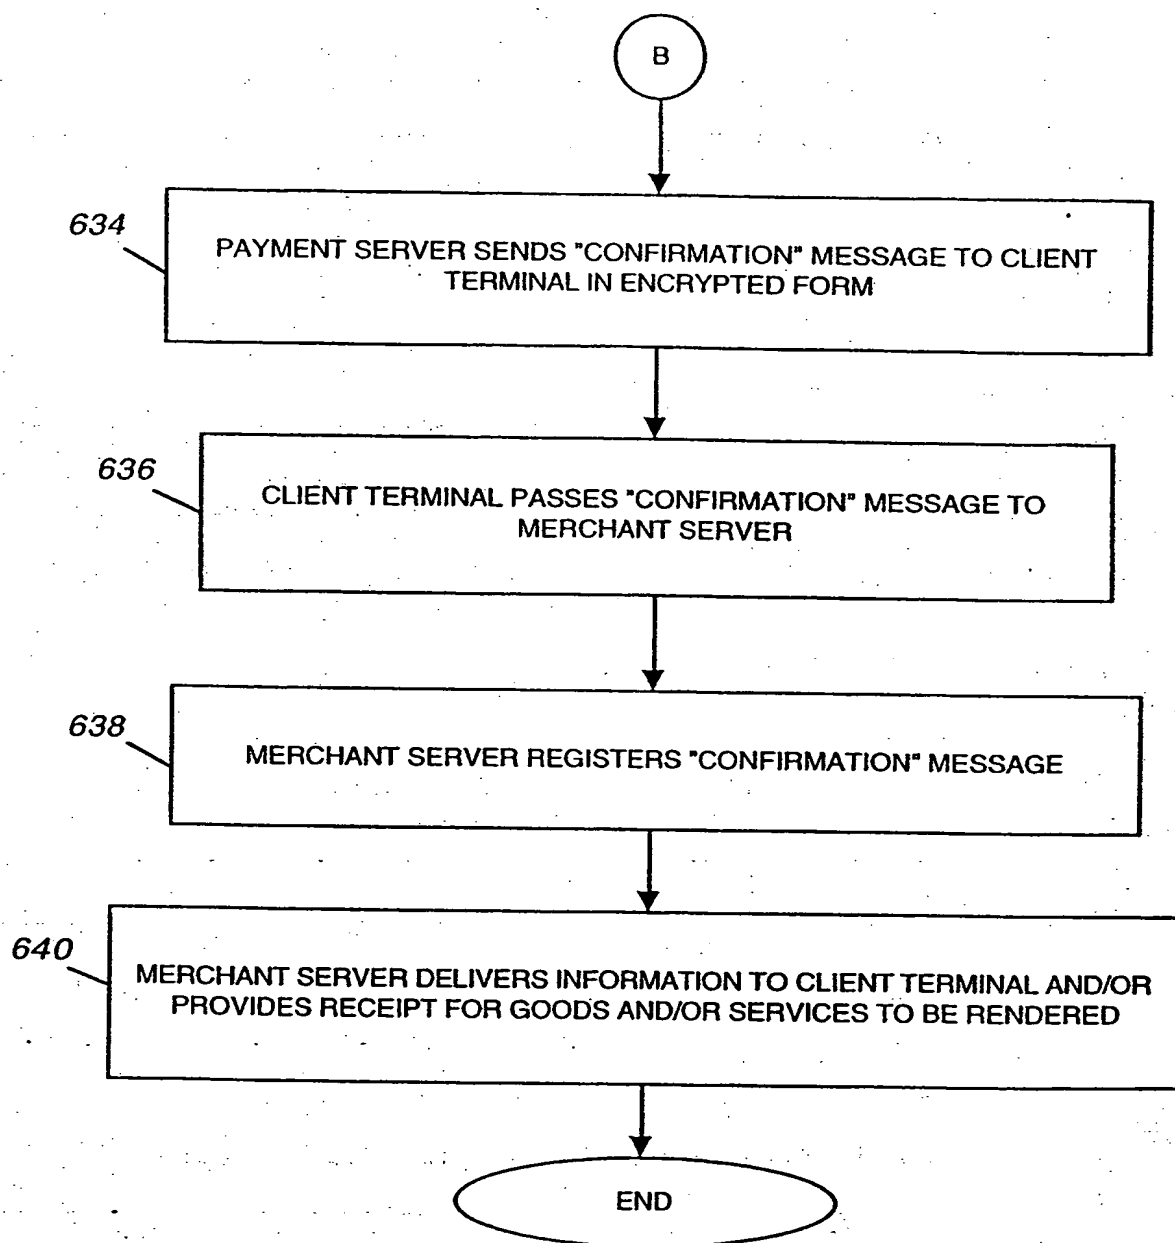 B
634
PAYMENT SERVER SENDS "CONFIRMATION" MESSAGE TO CLIENT
TERMINAL IN ENCRYPTED FORM
636
CLIENT TERMINAL PASSES "CONFIRMATION" MESSAGE TO
MERCHANT SERVER
638
MERCHANT SERVER REGISTERS "CONFIRMATION" MESSAGE
640
MERCHANT SERVER DELIVERS INFORMATION TO CLIENT TERMINAL AND/OR
PROVIDES RECEIPT FOR GOODS AND/OR SERVICES TO BE RENDERED
END